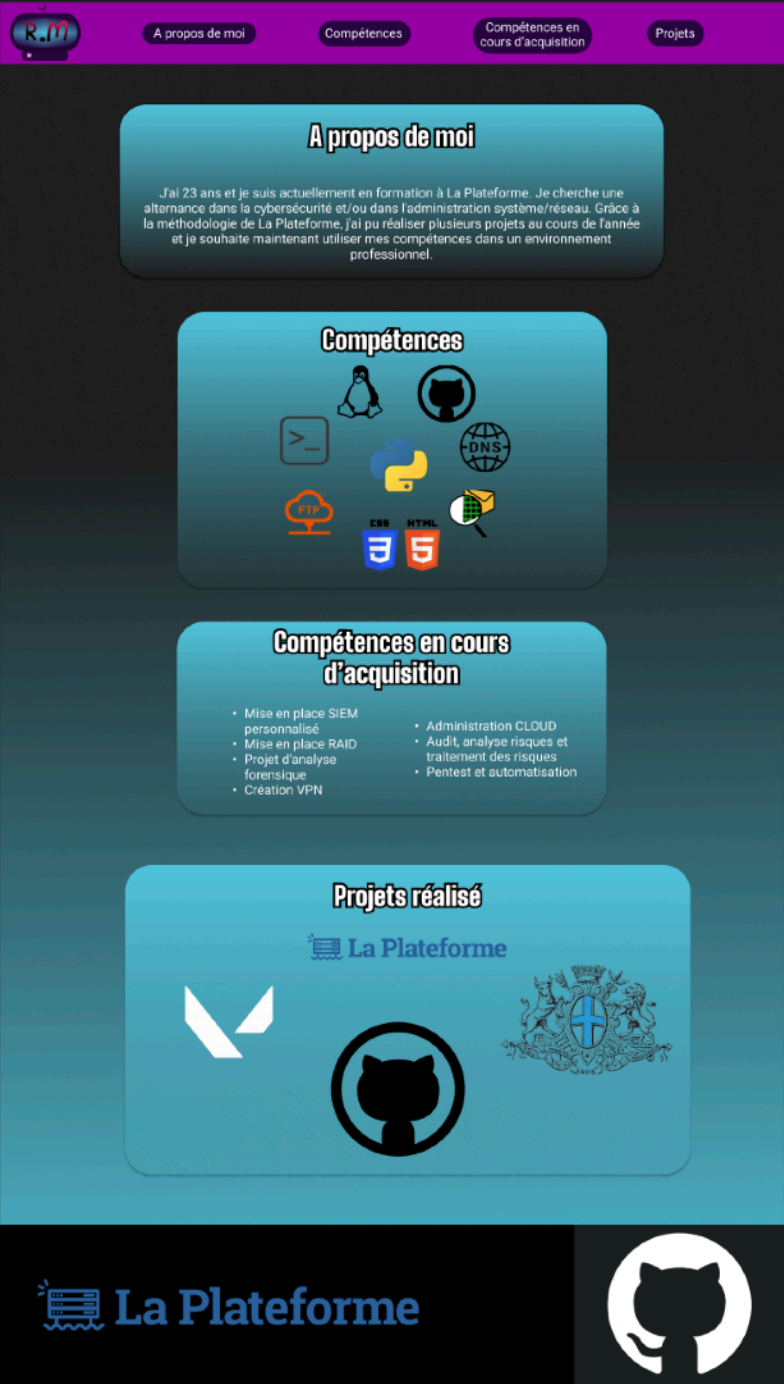 R.M
A propos de moi
Compétences
Compétences en
cours d'acquisition
Projets
A propos de moi
J'ai 23 ans et je suis actuellement en formation à La Plateforme. Je cherche une
alternance dans la cybersécurité et/ou dans l'administration système/réseau. Grâce à
la méthodologie de La Plateforme, j'ai pu réaliser plusieurs projets au cours de l'année
et je souhaite maintenant utiliser mes compétences dans un environnement
professionnel.
Compétences
>_
DNS
FTP
CSS HTML
3 5
Compétences en cours
d'acquisition
• Mise en place SIEM
personnalisé
• Mise en place RAID
• Projet d'analyse
forensique
• Création VPN
• Administration CLOUD
• Audit, analyse risques et
traitement des risques
• Pentest et automatisation
Projets réalisé
La Plateforme
La Plateforme